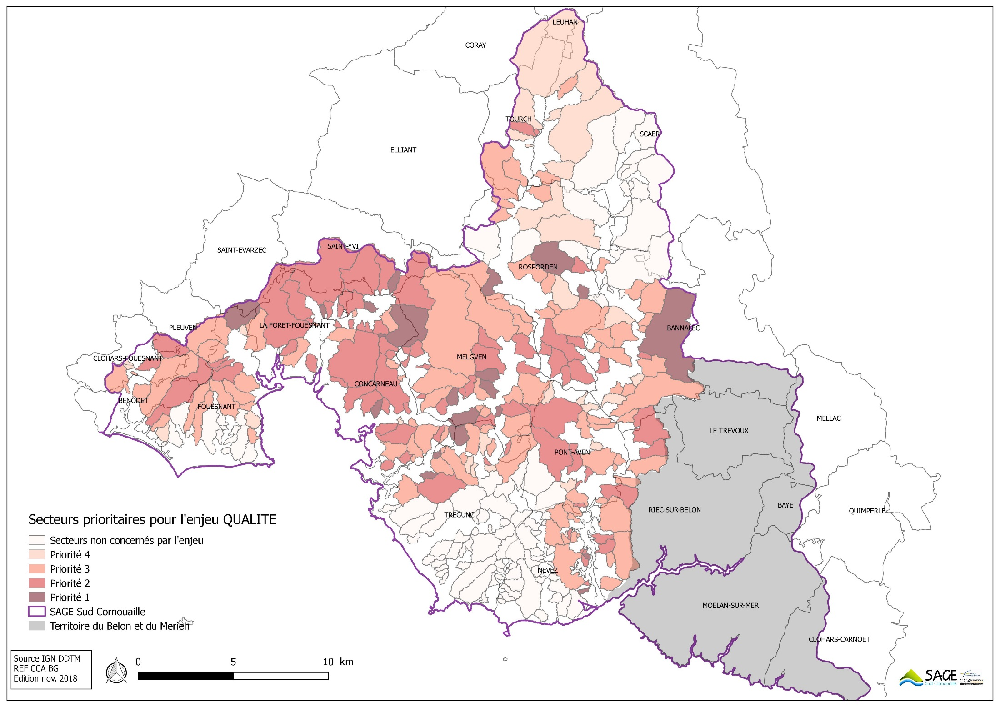 LEUHAN
CORAY
TOURCH
SCAER
ELLIANT
SAINT-EVARZEC
SAINT-YVI
ROSPORDEN
PLEUVEN
LA FORET-FOUESNANT
BANNALEC
CLOHARS-FOUESNANT
MELGVEN
CONCARNEAU
BENODET
FOUESNANT
MELLAC
LE TREVOUX
PONT-AVEN
BAYE
RIEC-SUR-BELON
QUIMPERLE
TREGUNC
NEVEZ
MOELAN-SUR-MER
CLOHARS-CARNOET
Secteurs prioritaires pour l'enjeu QUALITE
Secteurs non concernés par l'enjeu
Priorité 4
Priorité 3
Priorité 2
Priorité 1
SAGE Sud Cornouaille
Territoire du Belon et du Merien
Source IGN DDTM
REF CCA BG
Edition nov. 2018
0 5 10 km
SAGE
Sud Cornouaille
CCA